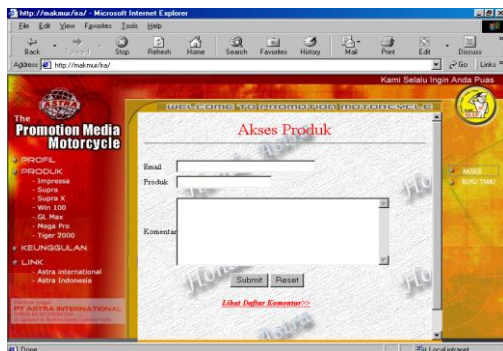 http://makmur/ira/ - Microsoft Internet Explorer
File Edit View Favorites Tools Help
Back Forward Stop Refresh Home Search Favorites History Mail Print Edit Discuss
Address http://makmur/ira/ Go Links
Kami Selalu Ingin Anda Puas
ASTRA
WELCOME TO PROMOTION MOTORCYCLE
The
Promotion Media
Motorcycle
PROFIL
PRODUK
- Impressa
- Supra
- Supra X
- Win 100
- GL Max
- Mega Pro
- Tiger 2000
KEUNGGULAN
LINK
- Astra international
- Astra Indonesia
PT ASTRA INTERNATIONAL
Akses Produk
Email
Produk
Komentar
Submit Reset
Lihat Daftar Komentar>>
AKSES
BUKU TAMU
Done
Local intranet